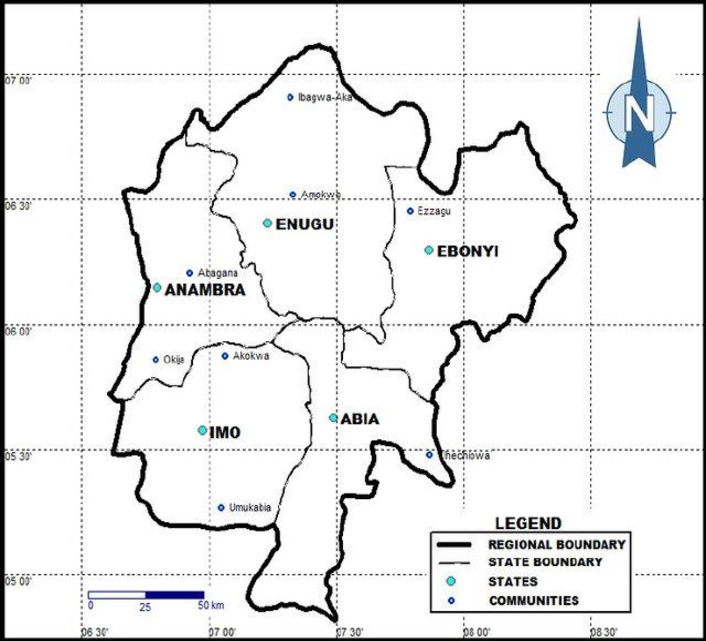 N
07 00'
Ibagwa-Aka
06 30'
Amokwe
Ezzagu
ENUGU
EBONYI
Abagana
ANAMBRA
06 00'
Okija
Akokwa
ABIA
IMO
05 30'
Umukabia
LEGEND
REGIONAL BOUNDARY
STATE BOUNDARY
STATES
COMMUNITIES
05 00'
0 25 50 km
06 30' 07 00' 07 30' 08 00' 08 30'